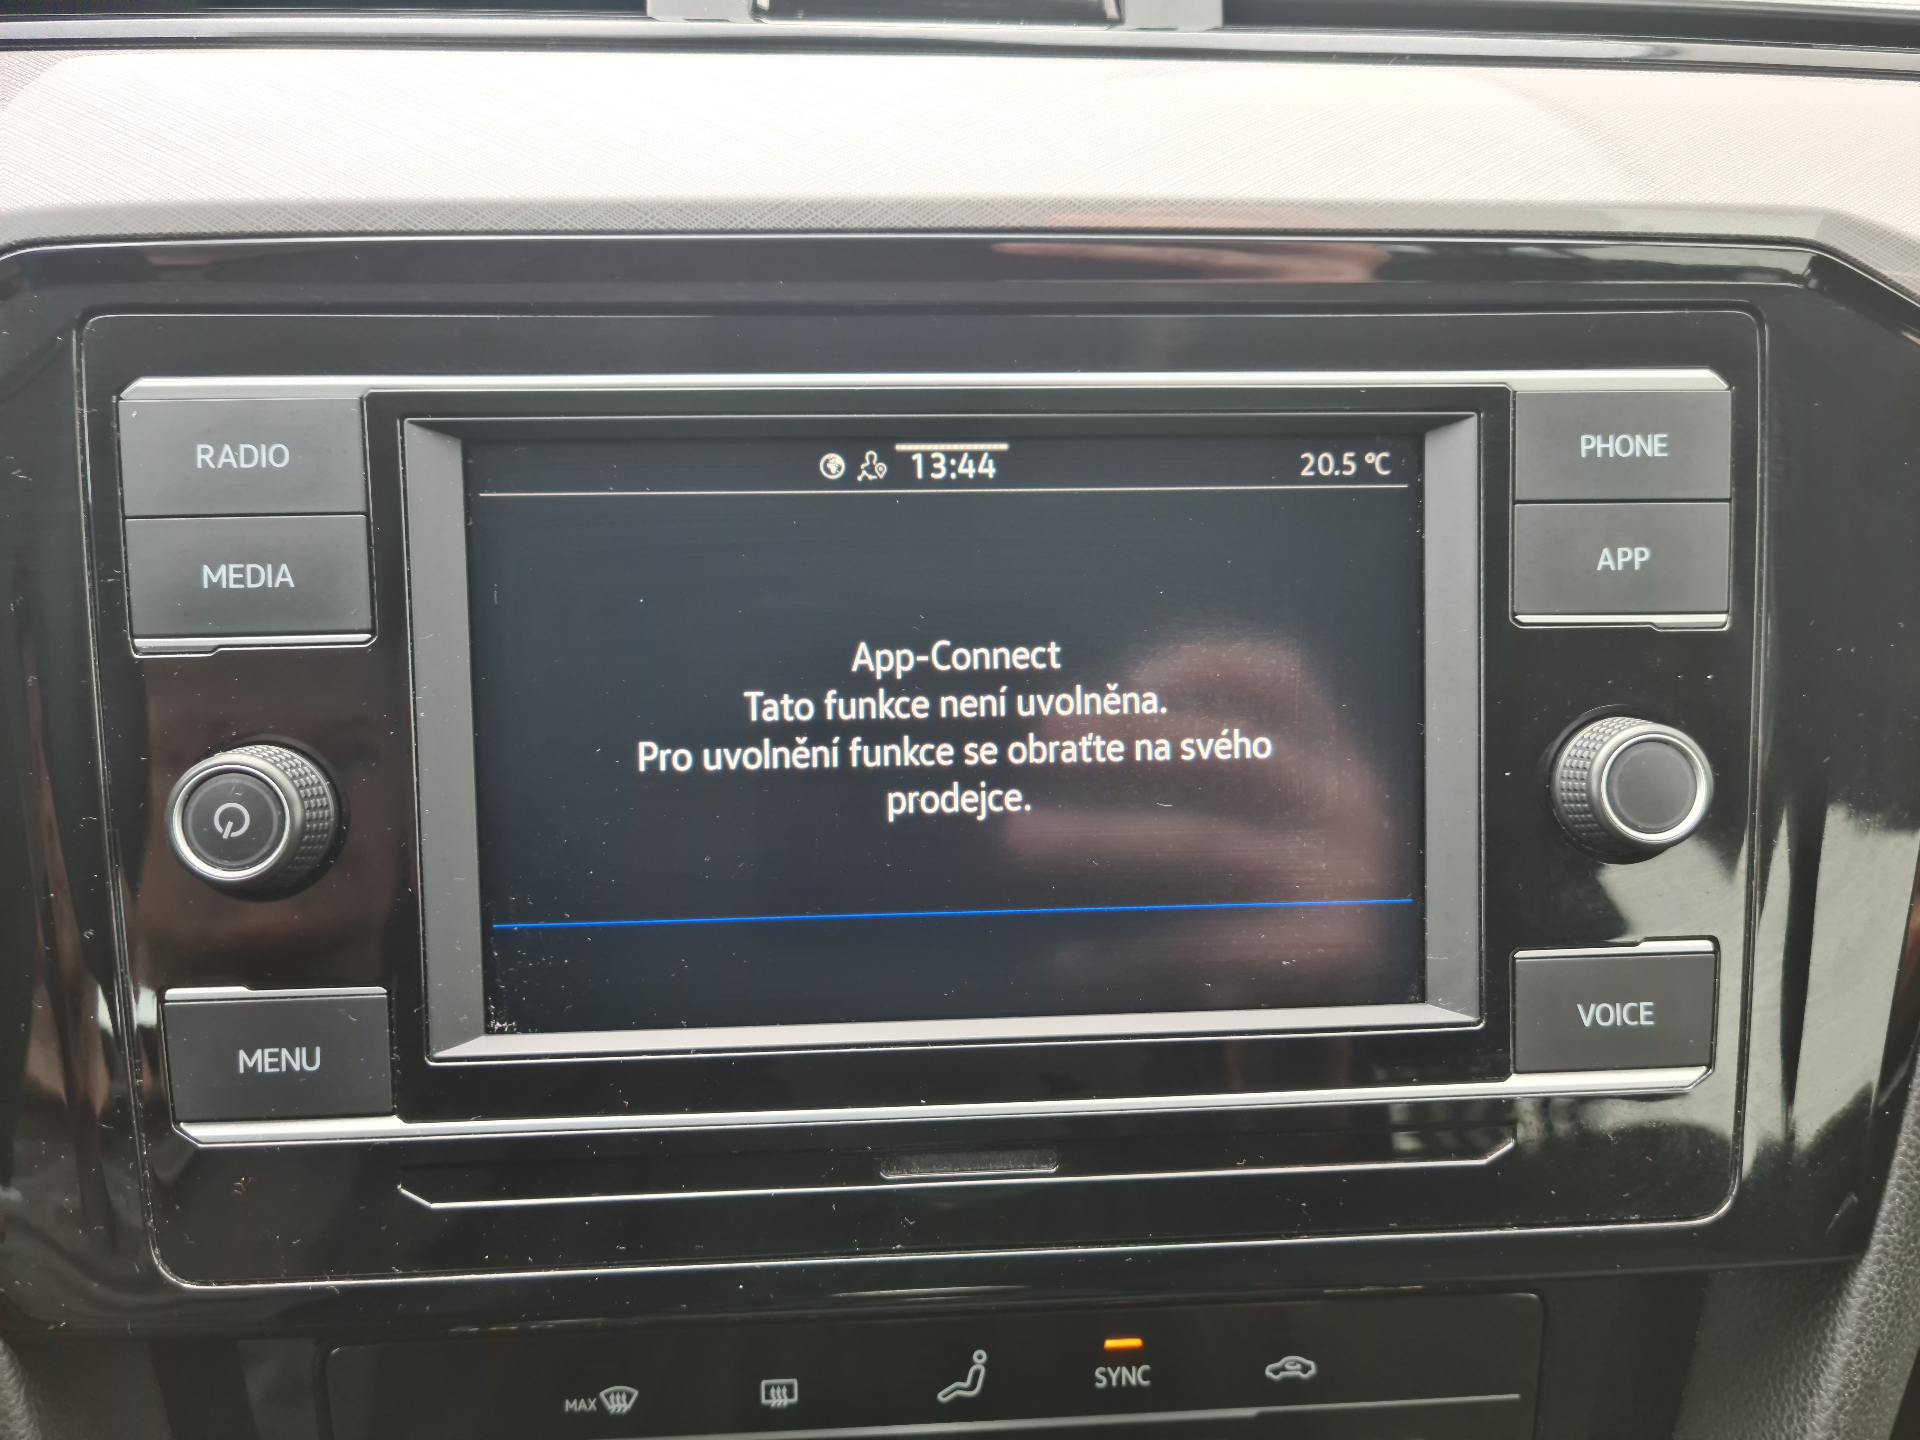 RADIO
MEDIA
MENU
13:44
20.5 °C
App-Connect
Tato funkce není uvolněna.
Pro uvolnění funkce se obraťte na svého
prodejce.
PHONE
APP
VOICE
MAX
SYNC